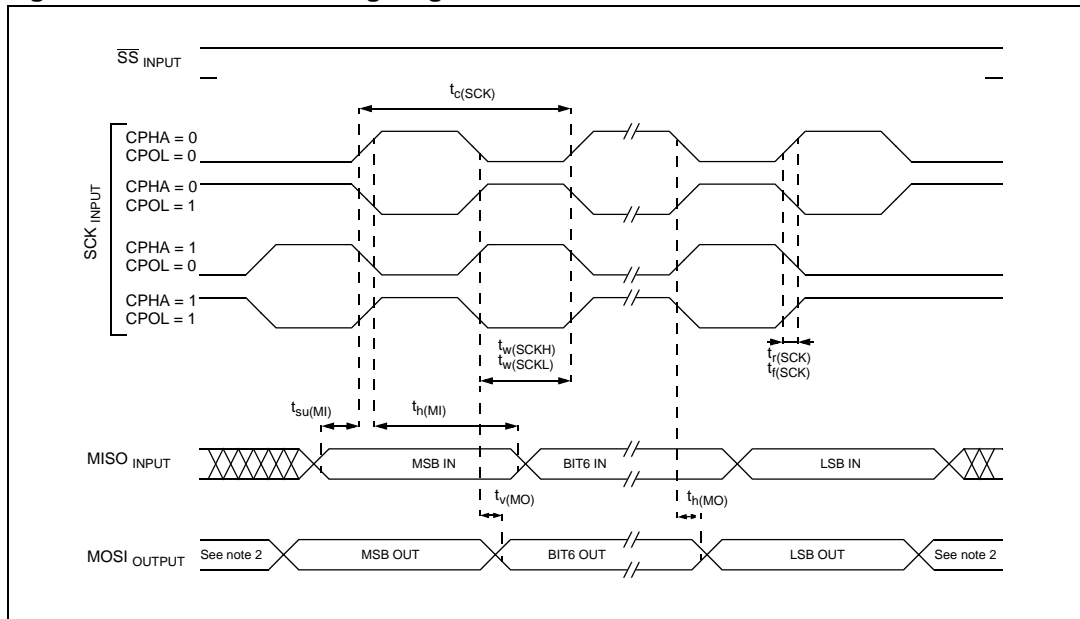 SS INPUT
tc(SCK)
CPHA = 0
CPOL = 0
CPHA = 0
CPOL = 1
SCK INPUT
CPHA = 1
CPOL = 0
CPHA = 1
CPOL = 1
tw(SCKH)
tw(SCKL)
tr(SCK)
tf(SCK)
tsu(MI)
th(MI)
MISO INPUT
MSB IN
BIT6 IN
LSB IN
tv(MO)
th(MO)
MOSI OUTPUT
See note 2
MSB OUT
BIT6 OUT
LSB OUT
See note 2